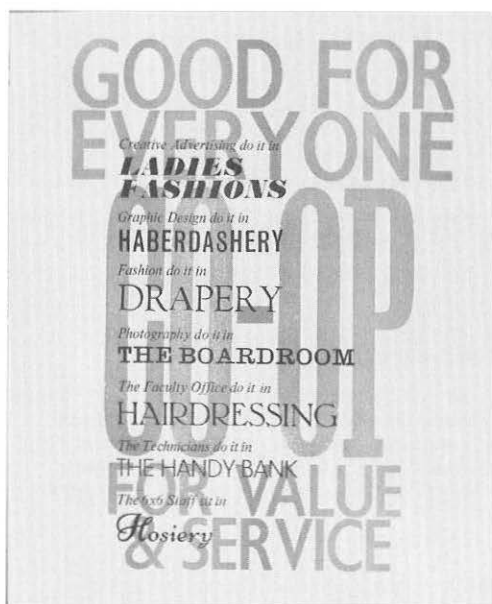 GOOD FOR
EVERYONE
Creative Advertising do it in
LADIES
FASHIONS
Graphic Design do it in
HABERDASHERY
Fashion do it in
DRAPERY
CO-OP
Photography do it in
THE BOARDROOM
The Faculty Office do it in
HAIRDRESSING
The Technicians do it in
THE HANDY BANK
FOR VALUE
The 6x6 Staff sit in
Hosiery
& SERVICE